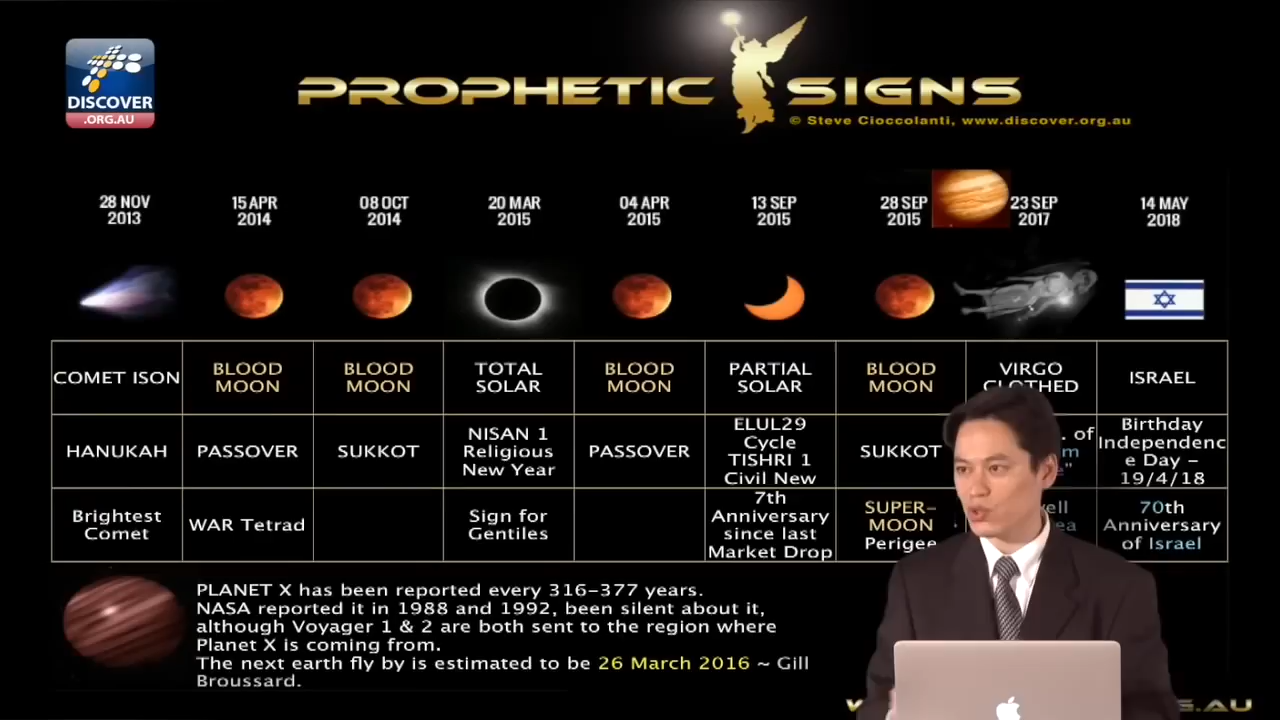 DISCOVER
.ORG.AU
PROPHETIC SIGNS
© Steve Cioccolanti, www.discover.org.au
28 NOV
2013
15 APR
2014
08 OCT
2014
20 MAR
2015
04 APR
2015
13 SEP
2015
28 SEP
2015
23 SEP
2017
14 MAY
2018
COMET ISON
BLOOD
MOON
BLOOD
MOON
TOTAL
SOLAR
BLOOD
MOON
PARTIAL
SOLAR
BLOOD
MOON
VIRGO
CLOTHED
ISRAEL
HANUKAH
PASSOVER
SUKKOT
NISAN 1
Religious
New Year
PASSOVER
ELUL29
Cycle
TISHRI 1
Civil New
SUKKOT
of
Birthday
Independenc
e Day –
19/4/18
Brightest
Comet
WAR Tetrad
Sign for
Gentiles
7th
Anniversary
since last
Market Drop
SUPER–
MOON
Perigee
70th
Anniversary
of Israel
PLANET X has been reported every 316–377 years.
NASA reported it in 1988 and 1992, been silent about it,
although Voyager 1 & 2 are both sent to the region where
Planet X is coming from.
The next earth fly by is estimated to be 26 March 2016 ~ Gill
Broussard.